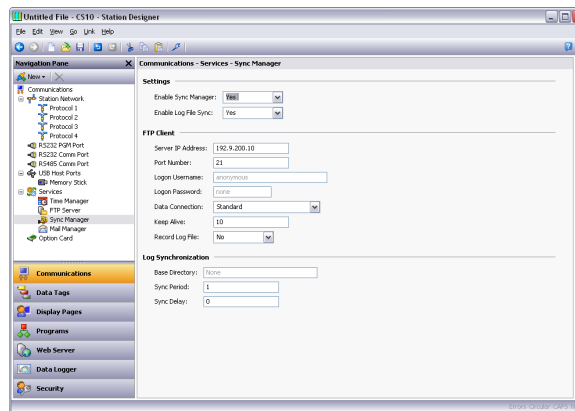 Untitled File - CS10 - Station Designer
File Edit View Go Link Help
Navigation Pane X
New
Communications
Station Network
Protocol 1
Protocol 2
Protocol 3
Protocol 4
RS232 PGM Port
RS232 Comm Port
RS485 Comm Port
USB Host Ports
Memory Stick
Services
Time Manager
FTP Server
Sync Manager
Mail Manager
Option Card
Communications
Data Tags
Display Pages
Programs
Web Server
Data Logger
Security
Communications - Services - Sync Manager
Settings
Enable Sync Manager: Yes
Enable Log File Sync: Yes
FTP Client
Server IP Address: 192.9.200.10
Port Number: 21
Logon Username: anonymous
Logon Password: none
Data Connection: Standard
Keep Alive: 10
Record Log File: No
Log Synchronization
Base Directory: None
Sync Period: 1
Sync Delay: 0
Errors Circular CAPS